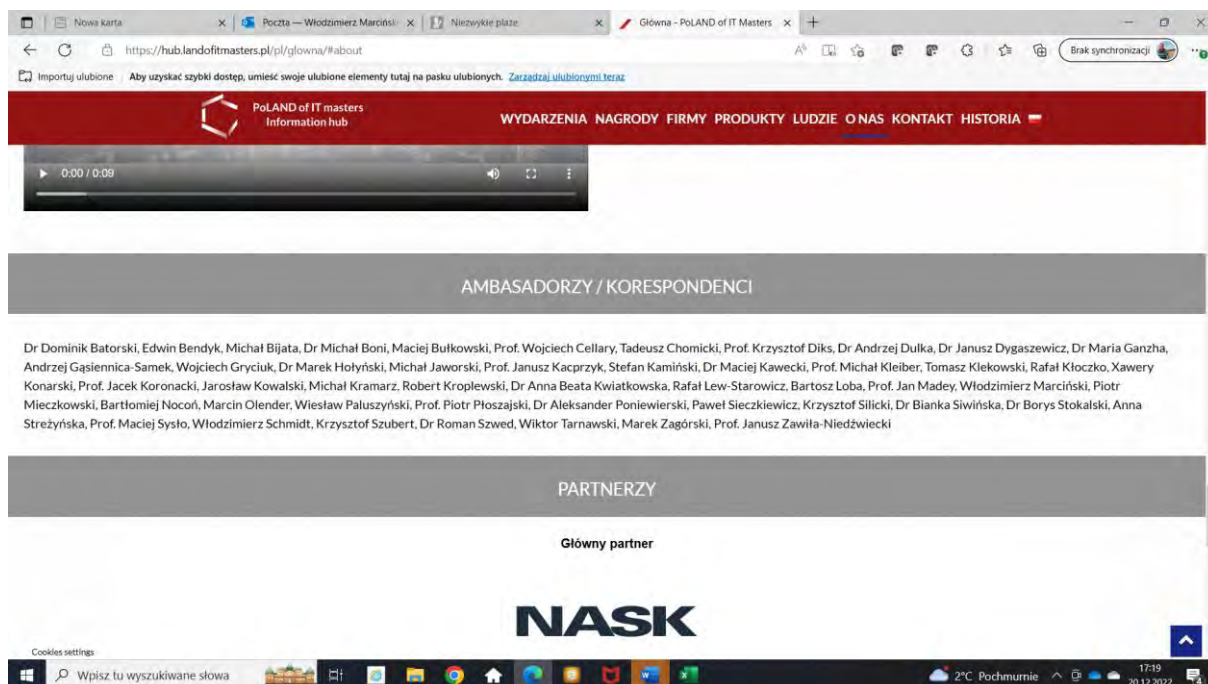 Nowa karta
Poczta — Włodzimierz Marciński
Niezwykłe plaże
Główna - PoLAND of IT Masters
https://hub.landofitmasters.pl/pl/glowna/#about
Brak synchronizacji
Importuj ulubione
Aby uzyskać szybki dostęp, umieść swoje ulubione elementy tutaj na pasku ulubionych. Zarządzaj ulubionymi teraz
PoLAND of IT masters
Information hub
WYDARZENIA NAGRODY FIRMY PRODUKTY LUDZIE O NAS KONTAKT HISTORIA
0:00 / 0:09
AMBASADORZY / KORESPONDENCI
Dr Dominik Batorski, Edwin Bendyk, Michał Bijata, Dr Michał Boni, Maciej Bułkowski, Prof. Wojciech Cellary, Tadeusz Chomicki, Prof. Krzysztof Diks, Dr Andrzej Dulka, Dr Janusz Dygaszewicz, Dr Maria Ganzha,
Andrzej Gąsiennica-Samek, Wojciech Gryciuk, Dr Marek Hołyński, Michał Jaworski, Prof. Janusz Kacprzyk, Stefan Kamiński, Dr Maciej Kawecki, Prof. Michał Kleiber, Tomasz Klekowski, Rafał Kłoczko, Xawery
Konarski, Prof. Jacek Koronacki, Jarosław Kowalski, Michał Kramarz, Robert Kroplewski, Dr Anna Beata Kwiatkowska, Rafał Lew-Starowicz, Bartosz Loba, Prof. Jan Madey, Włodzimierz Marciński, Piotr
Mieczkowski, Bartłomiej Nocoń, Marcin Olender, Wiesław Paluszyński, Prof. Piotr Płoszajski, Dr Aleksander Poniewierski, Paweł Sieczkiewicz, Krzysztof Silicki, Dr Bianka Siwińska, Dr Borys Stokalski, Anna
Streżyńska, Prof. Maciej Sysło, Włodzimierz Schmidt, Krzysztof Szubert, Dr Roman Szwed, Wiktor Tarnawski, Marek Zagórski, Prof. Janusz Zawiła-Niedźwiecki
PARTNERZY
Główny partner
NASK
Cookies settings
Wpisz tu wyszukiwane słowa
2°C Pochmurnie
17:19
20.12.2022